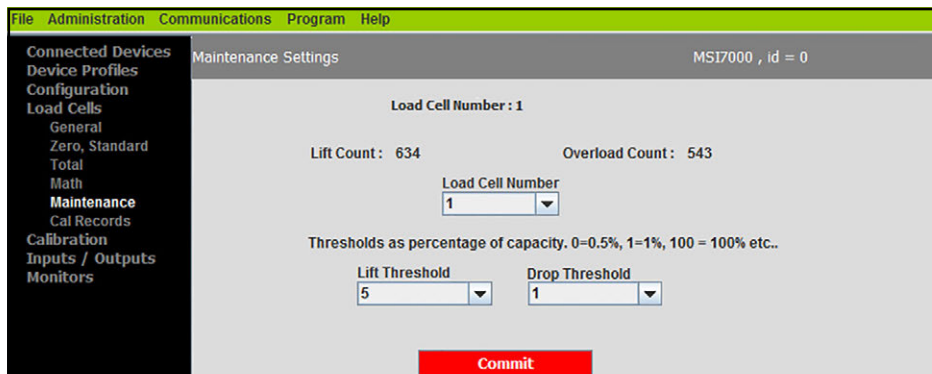 File Administration Communications Program Help
Connected Devices
Device Profiles
Configuration
Load Cells
General
Zero, Standard
Total
Math
Maintenance
Cal Records
Calibration
Inputs / Outputs
Monitors
Maintenance Settings MSI7000 , id = 0
Load Cell Number : 1
Lift Count : 634 Overload Count : 543
Load Cell Number
1
Thresholds as percentage of capacity. 0=0.5%, 1=1%, 100 = 100% etc..
Lift Threshold Drop Threshold
5 1
Commit